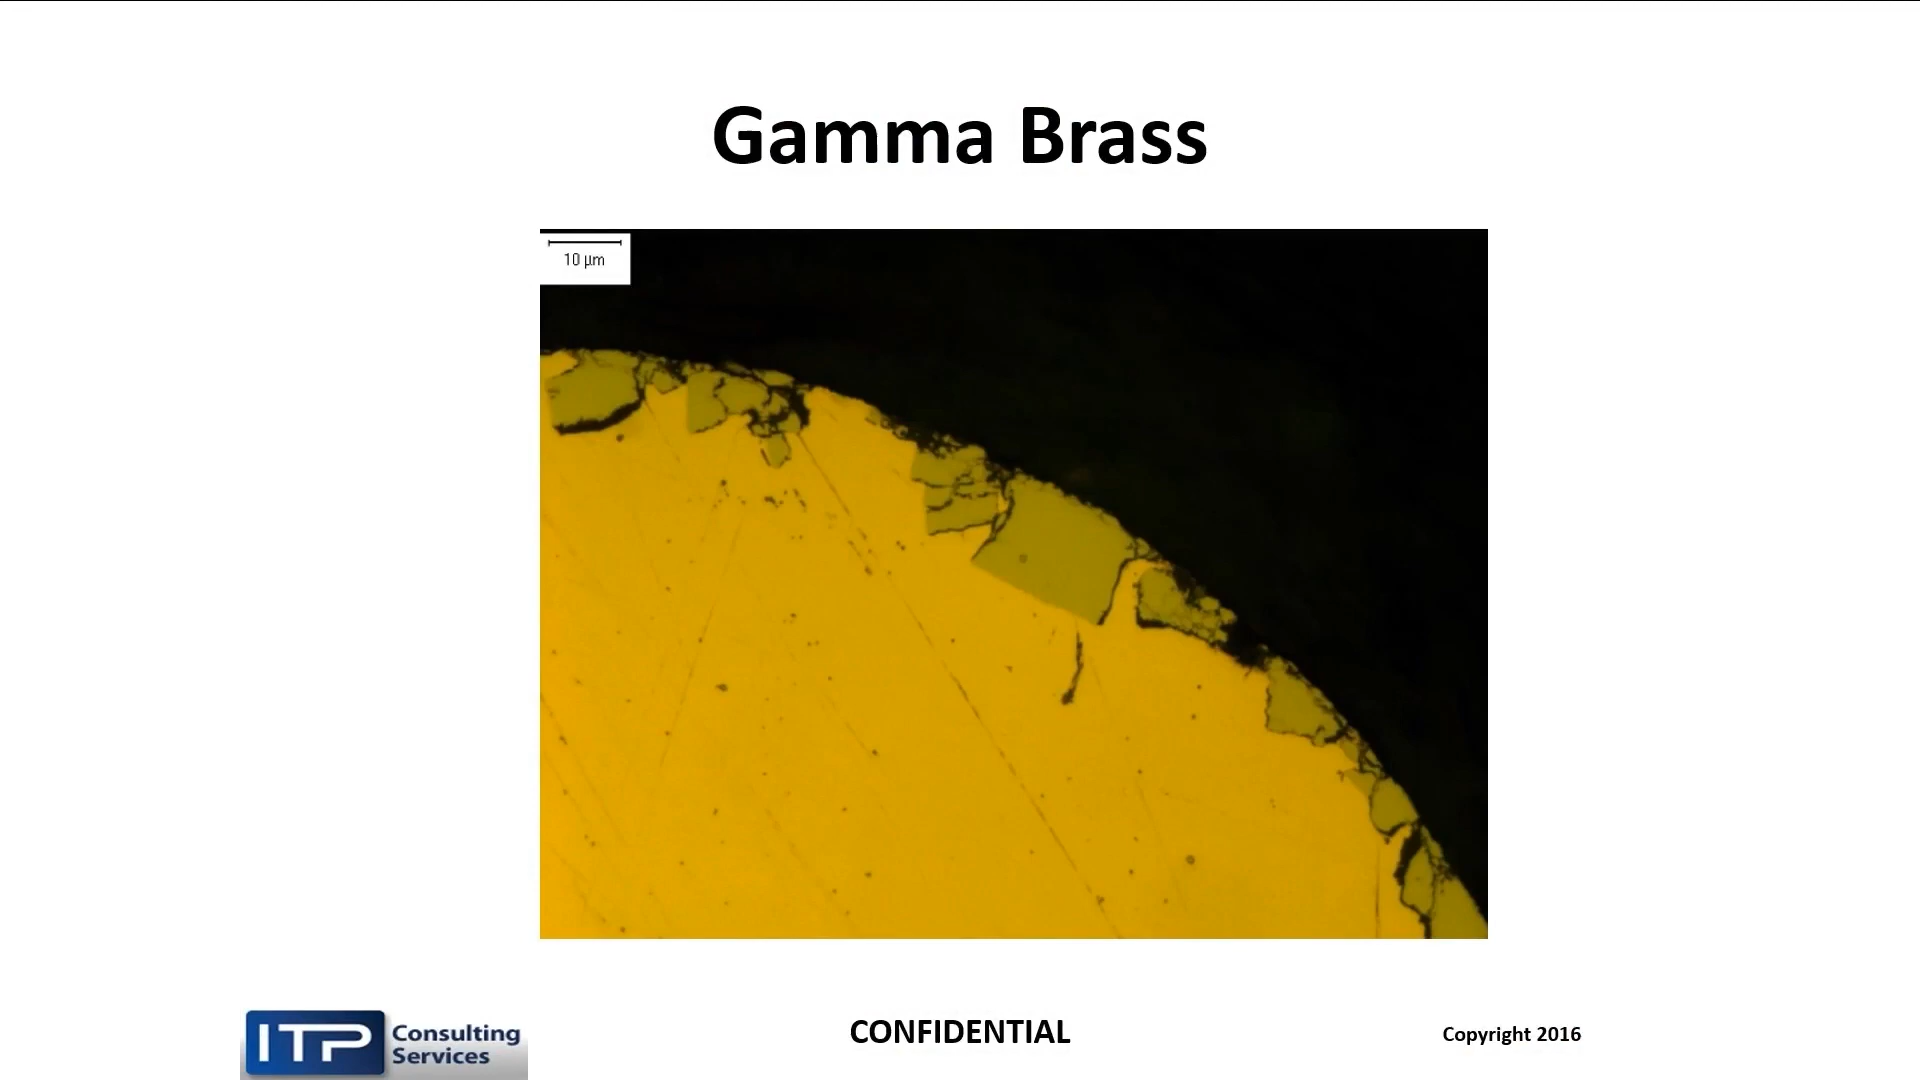 Gamma Brass
10 µm
ITP Consulting Services
CONFIDENTIAL
Copyright 2016